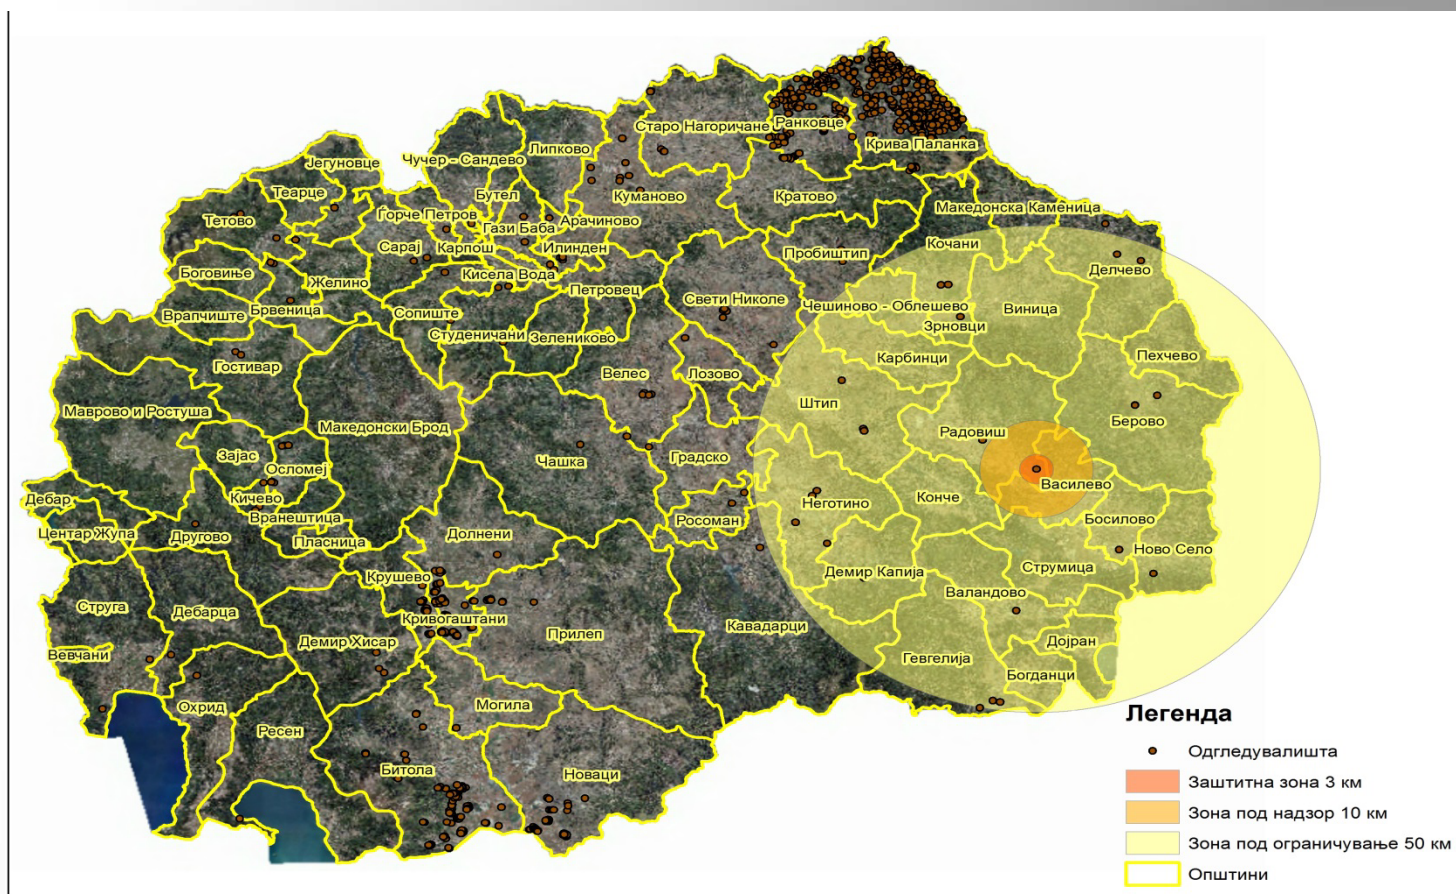 Старо Нагоричане
Ранковце
Крива Паланка
Липково
Јегуновце
Чучер - Сандево
Теарце
Бутел
Куманово
Кратово
Македонска Каменица
Тетово
Ѓорче Петров
Гази Баба
Арачиново
Сарај
Карпош
Илинден
Пробиштип
Кочани
Боговиње
Желино
Кисела Вода
Петровец
Делчево
Врапчиште
Брвеница
Сопиште
Свети Николе
Чешиново - Облешево
Виница
Студеничани
Зелениково
Зрновци
Гостивар
Карбинци
Пехчево
Велес
Лозово
Маврово и Ростуша
Македонски Брод
Штип
Берово
Зајас
Осломеј
Чашка
Градско
Радовиш
Дебар
Кичево
Василево
Вранештица
Росоман
Неготино
Конче
Центар Жупа
Другово
Пласница
Долнени
Босилово
Ново Село
Крушево
Демир Капија
Струмица
Струга
Дебарца
Кривогаштани
Валандово
Демир Хисар
Прилеп
Кавадарци
Дојран
Вевчани
Гевгелија
Богданци
Охрид
Могила
Ресен
Битола
Новаци
Легенда
Одгледувалишта
Заштитна зона 3 км
Зона под надзор 10 км
Зона под ограничување 50 км
Општини